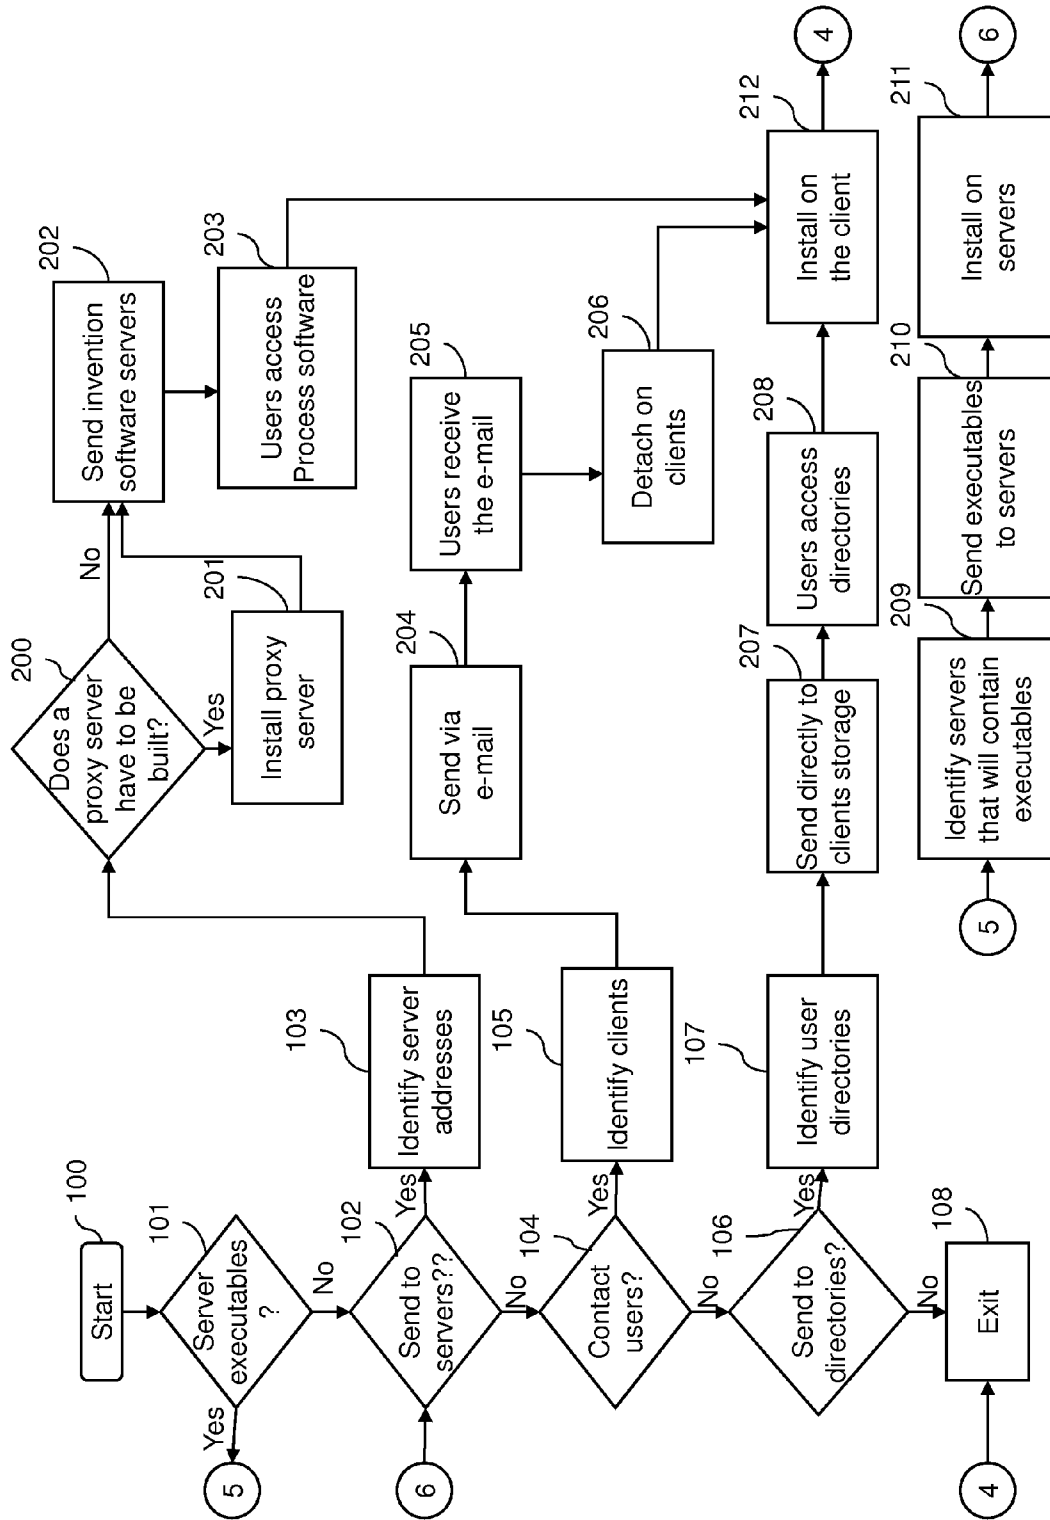 100
Start
101
Server
executables
?
Yes
5
No
102
6
Send to
servers??
Yes
103
Identify server
addresses
No
104
Contact
users?
Yes
105
Identify clients
No
106
Send to
directories?
Yes
107
Identify user
directories
No
108
Exit
4
200
Does a
proxy server
have to be
built?
No
Yes
201
Install proxy
server
202
Send invention
software servers
203
Users access
Process software
204
Send via
e-mail
205
Users receive
the e-mail
206
Detach on
clients
207
Send directly to
clients storage
208
Users access
directories
212
Install on
the client
4
5
209
Identify servers
that will contain
executables
210
Send executables
to servers
211
Install on
servers
6